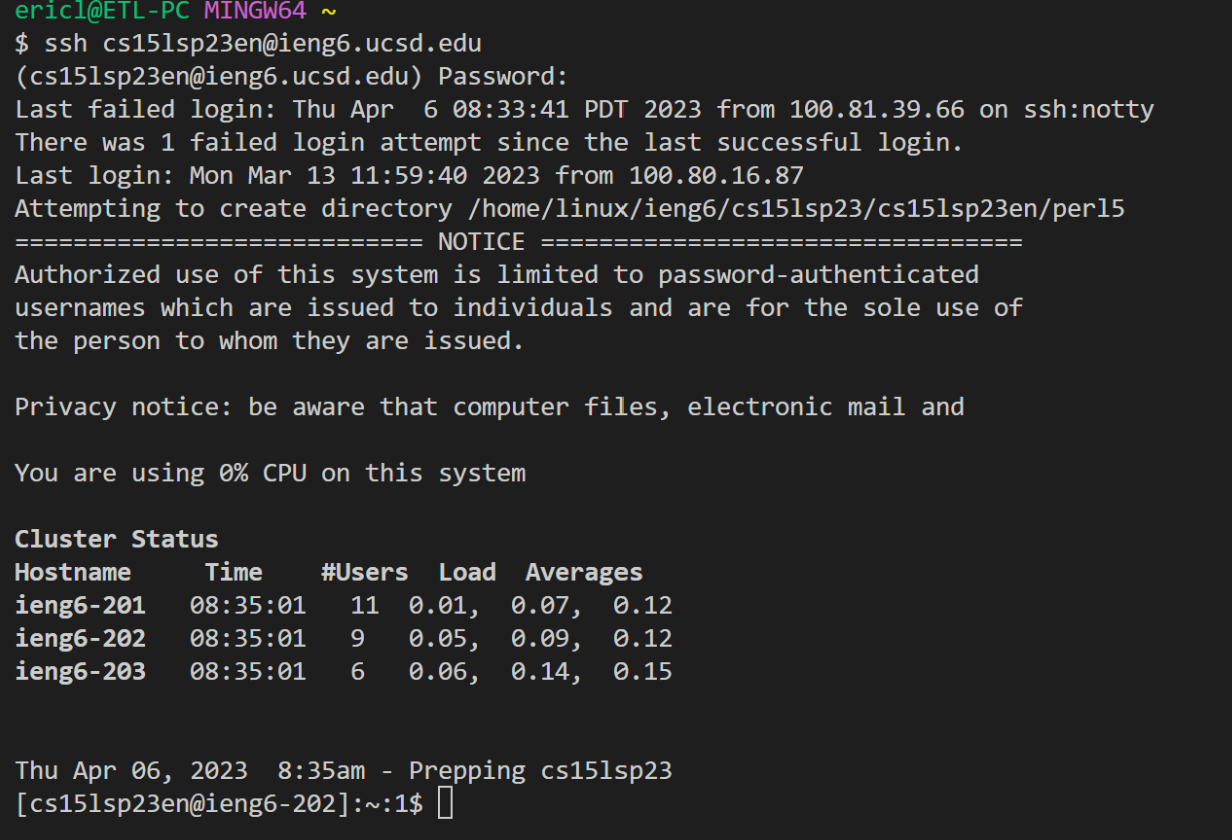 ericl@ETL-PC MINGW64 ~
$ ssh cs15lsp23en@ieng6.ucsd.edu
(cs15lsp23en@ieng6.ucsd.edu) Password:
Last failed login: Thu Apr  6 08:33:41 PDT 2023 from 100.81.39.66 on ssh:notty
There was 1 failed login attempt since the last successful login.
Last login: Mon Mar 13 11:59:40 2023 from 100.80.16.87
Attempting to create directory /home/linux/ieng6/cs15lsp23/cs15lsp23en/perl5
============================ NOTICE =================================
Authorized use of this system is limited to password-authenticated
usernames which are issued to individuals and are for the sole use of
the person to whom they are issued.
Privacy notice: be aware that computer files, electronic mail and
You are using 0% CPU on this system
Cluster Status
Hostname     Time    #Users  Load  Averages
ieng6-201   08:35:01   11  0.01,  0.07,  0.12
ieng6-202   08:35:01   9   0.05,  0.09,  0.12
ieng6-203   08:35:01   6   0.06,  0.14,  0.15
Thu Apr 06, 2023  8:35am - Prepping cs15lsp23
[cs15lsp23en@ieng6-202]:~:1$